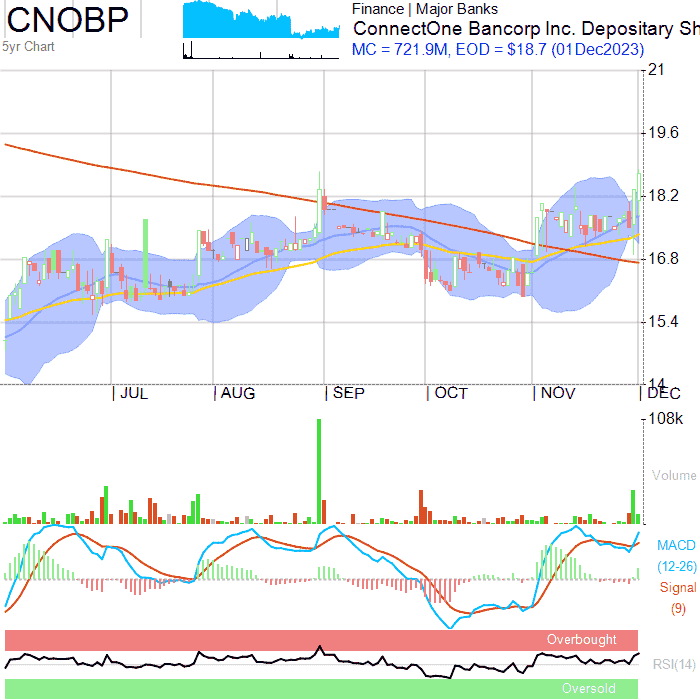 CNOBP
5yr Chart
Finance | Major Banks
ConnectOne Bancorp Inc. Depositary Sh
MC = 721.9M, EOD = $18.7 (01Dec2023)
21
19.6
18.2
16.8
15.4
14
JUL
AUG
SEP
OCT
NOV
DEC
108k
Volume
MACD
(12-26)
Signal
(9)
Overbought
RSI(14)
Oversold